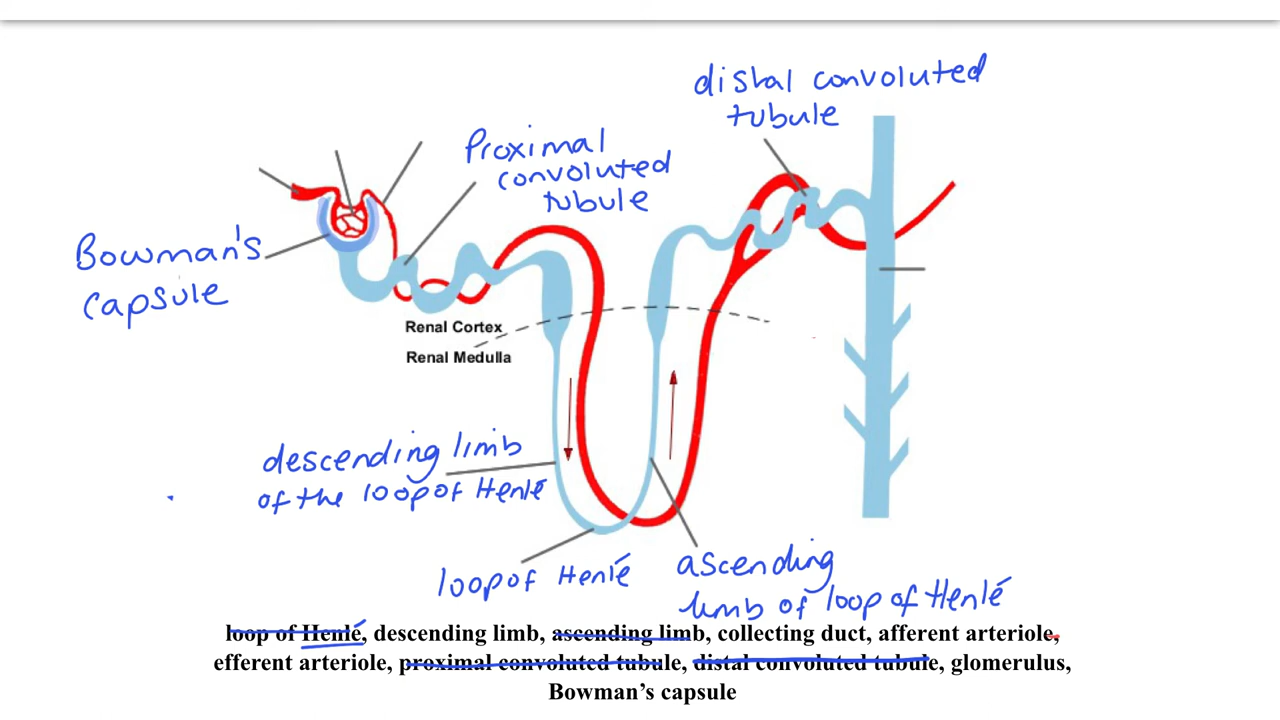 distal convoluted
tubule
Proximal
convoluted
tubule
Bowman's
capsule
Renal Cortex
Renal Medulla
descending limb
of the loop of Henlé
loop of Henlé
ascending
limb of loop of Henlé
loop of Henlé, descending limb, ascending limb, collecting duct, afferent arteriole,
efferent arteriole, proximal convoluted tubule, distal convoluted tubule, glomerulus,
Bowman’s capsule